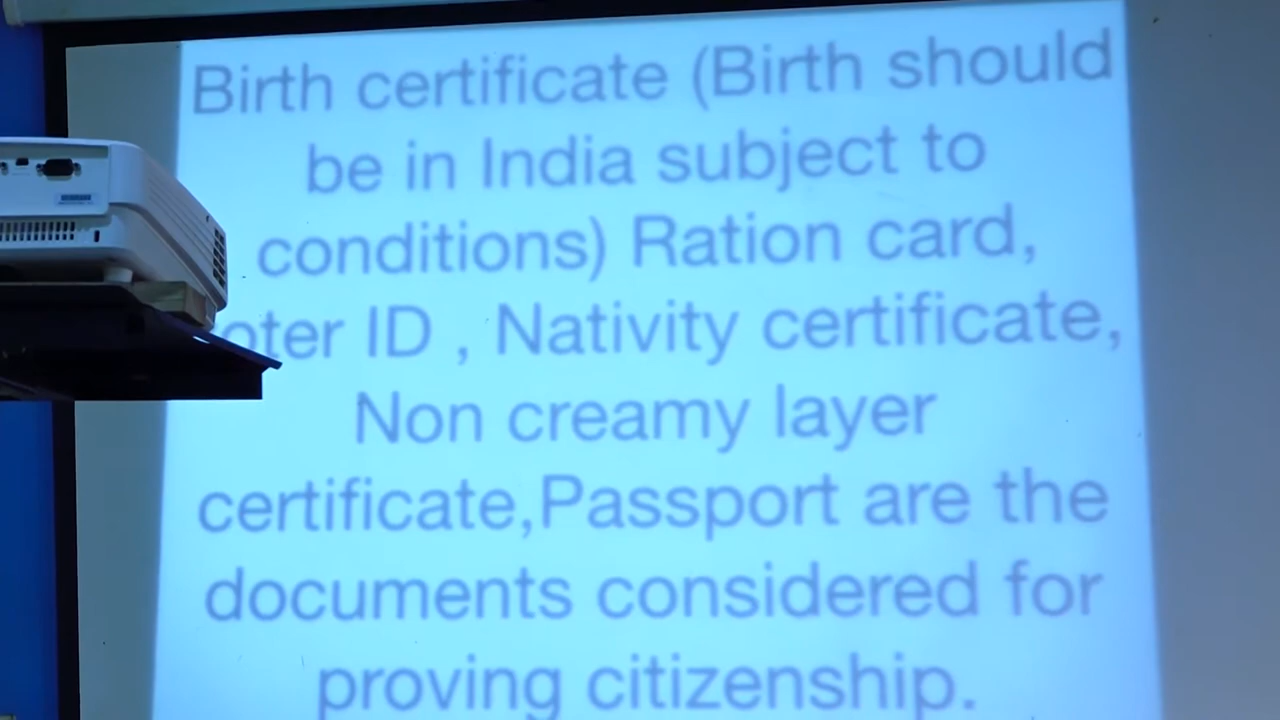 Birth certificate (Birth should
be in India subject to
conditions) Ration card,
ID , Nativity certificate,
Non creamy layer
certificate,Passport are the
documents considered for
proving citizenship.